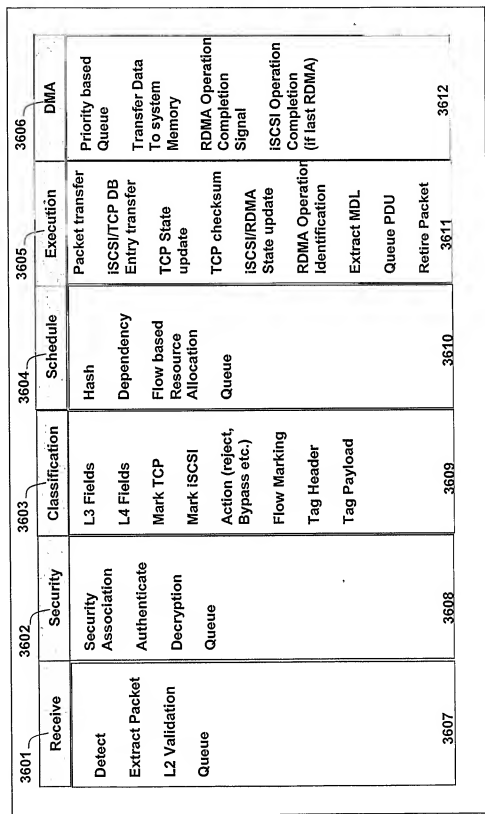 3601
3602
3603
3604
3605
3606
Receive
Security
Classification
Schedule
Execution
DMA
Detect
Extract Packet
L2 Validation
Queue
3607
Security
Association
Authenticate
Decryption
Queue
3608
L3 Fields
L4 Fields
Mark TCP
Mark iSCSI
Action (reject,
Bypass etc.)
Flow Marking
Tag Header
Tag Payload
3609
Hash
Dependency
Flow based
Resource
Allocation
Queue
3610
Packet transfer
iSCSI/TCP DB
Entry transfer
TCP State
update
TCP checksum
iSCSI/RDMA
State update
RDMA Operation
Identification
Extract MDL
Queue PDU
Retire Packet
3611
Priority based
Queue
Transfer Data
To system
Memory
RDMA Operation
Completion
Signal
iSCSI Operation
Completion
(if last RDMA)
3612